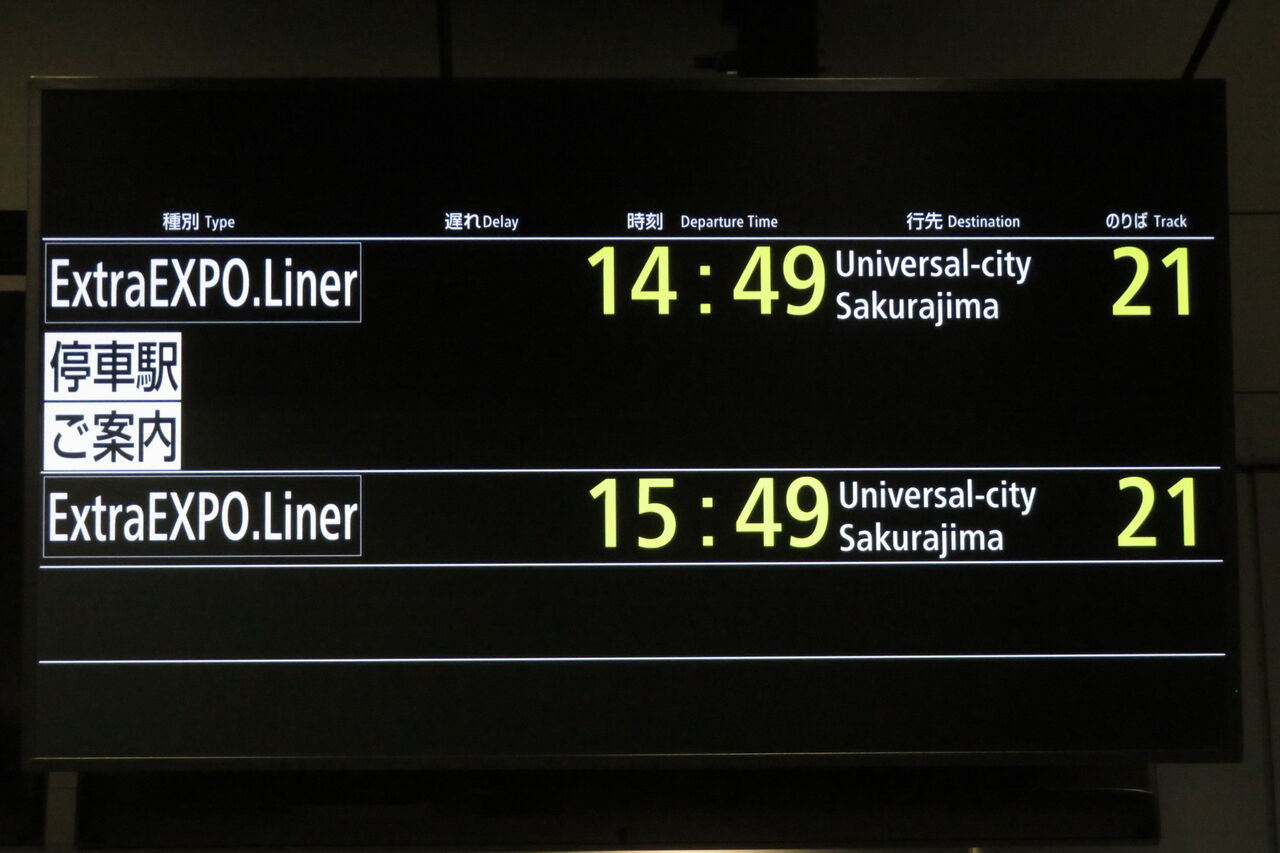 種別 Type 遅れ Delay 時刻 Departure Time 行先 Destination のりば Track
ExtraEXPO.Liner 14:49 Universal-city
Sakurajima 21
停車駅
ご案内
ExtraEXPO.Liner 15:49 Universal-city
Sakurajima 21